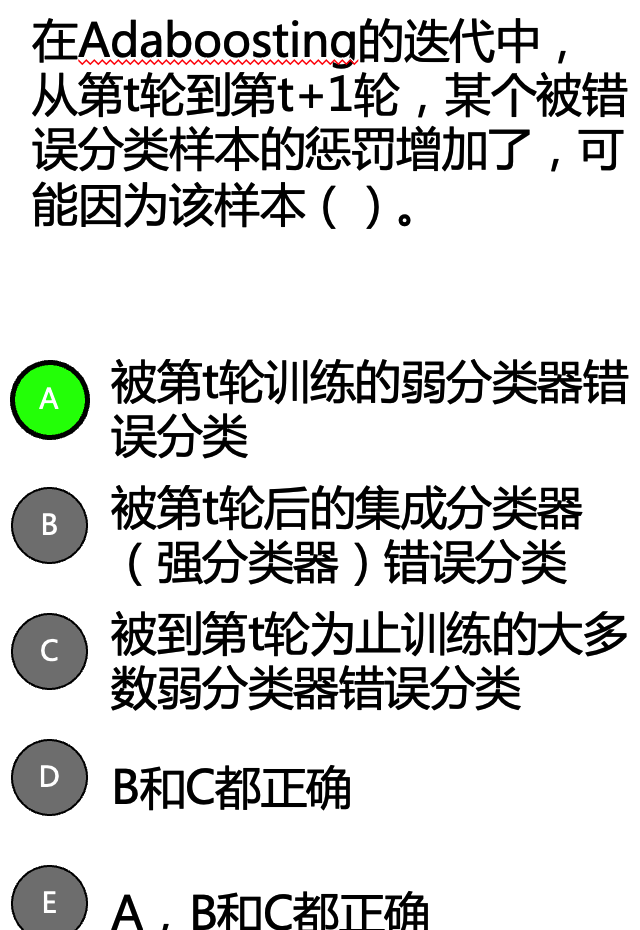 在Adaboosting的迭代中，
从第t轮到第t+1轮，某个被错
误分类样本的惩罚增加了，可
能因为该样本（ ）。
A
被第t轮训练的弱分类器错
误分类
B
被第t轮后的集成分类器
（强分类器）错误分类
C
被到第t轮为止训练的大多
数弱分类器错误分类
D
B和C都正确
E
A，B和C都正确